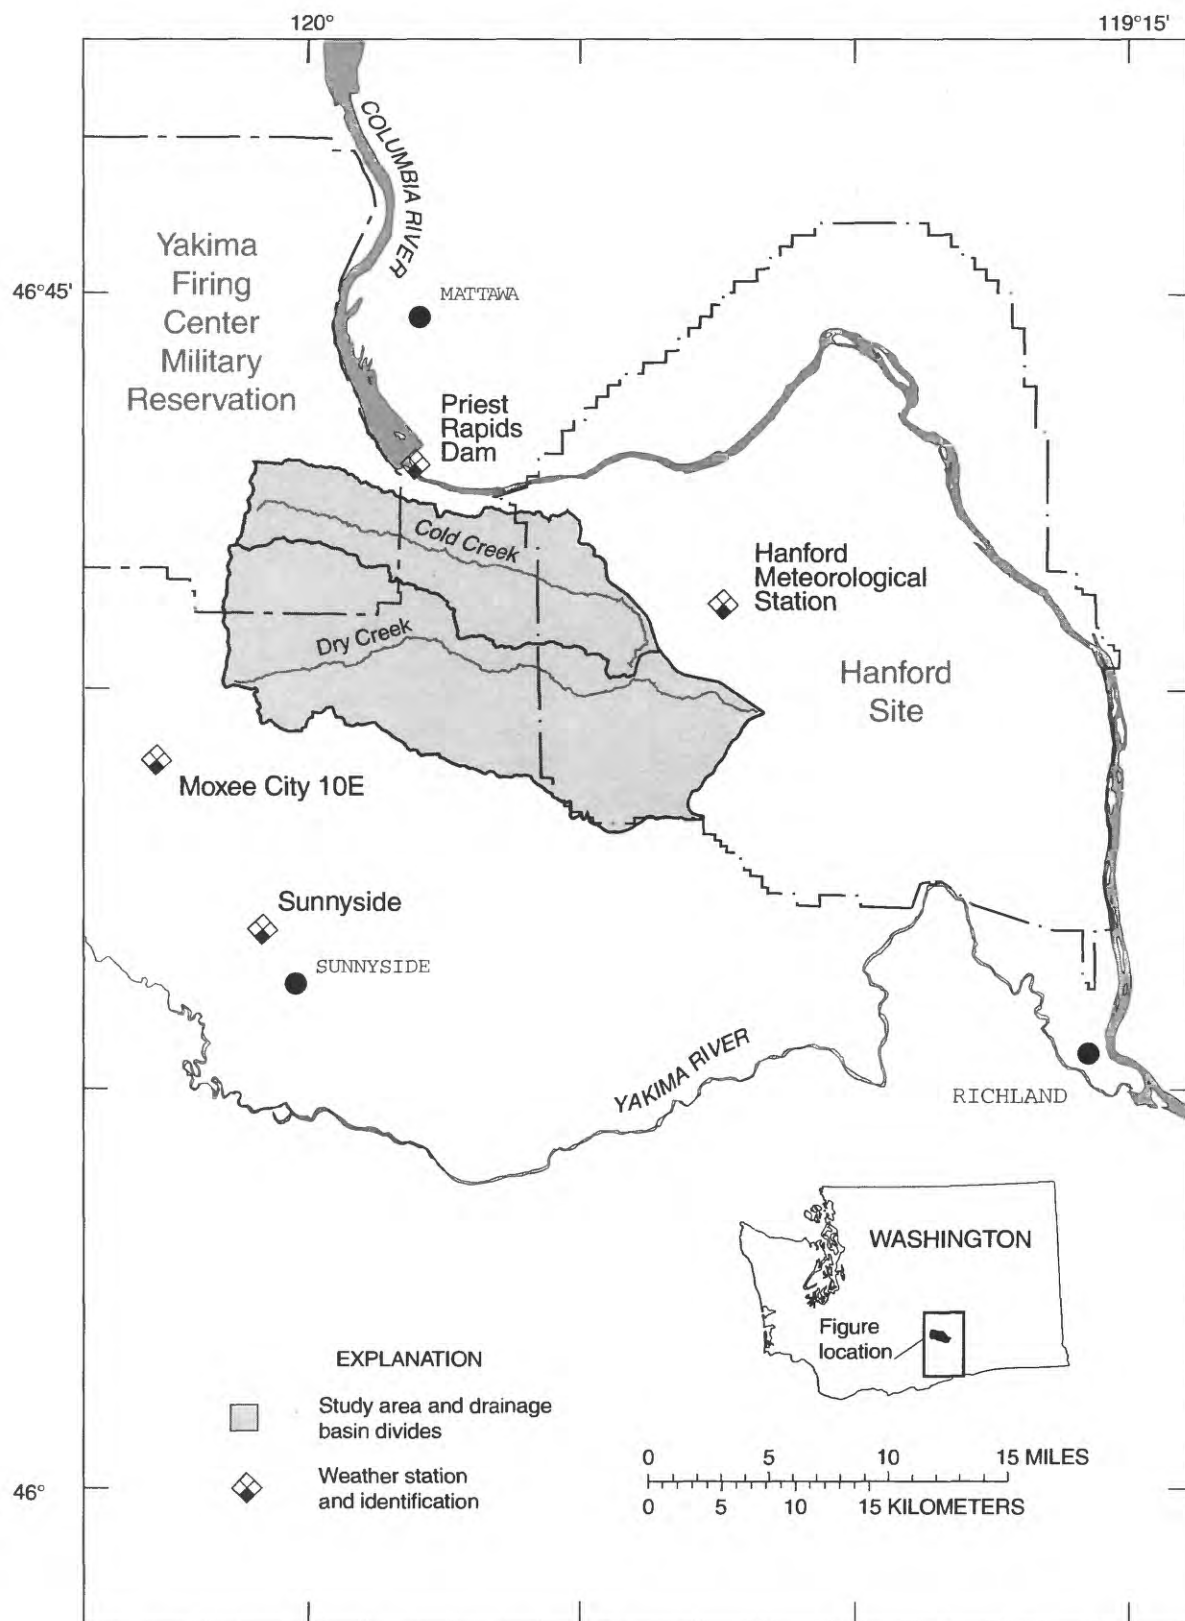 120°
119°15'
COLUMBIA RIVER
Yakima
Firing
Center
Military
Reservation
46°45'
MATTAWA
Priest
Rapids
Dam
Cold Creek
Hanford
Meteorological
Station
Dry Creek
Hanford
Site
Moxee City 10E
Sunnyside
SUNNYSIDE
YAKIMA RIVER
RICHLAND
WASHINGTON
Figure
location
EXPLANATION
Study area and drainage
basin divides
Weather station
and identification
0 5 10 15 MILES
0 5 10 15 KILOMETERS
46°